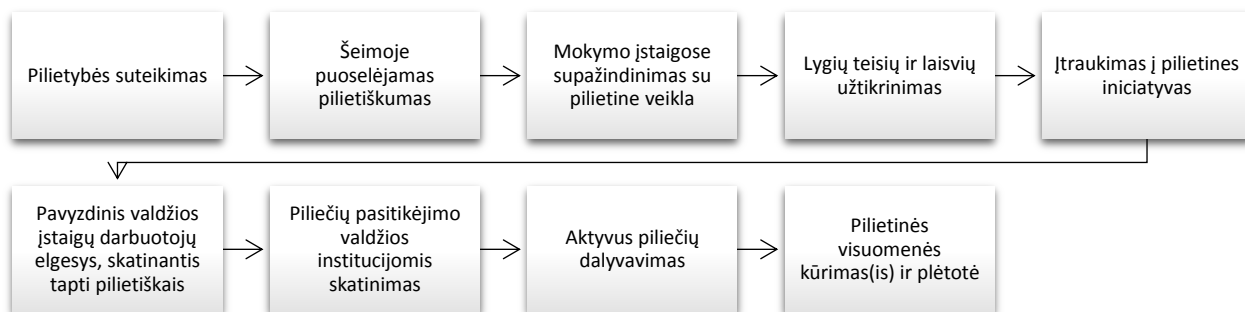 Pilietybės suteikimas
Šeimoje
puoselėjamas
pilietiškumas
Mokymo įstaigose
supažindinimas su
pilietine veikla
Lygių teisių ir laisvių
užtikrinimas
Įtraukimas į pilietines
iniciatyvas
Pavyzdinis valdžios
įstaigų darbuotojų
elgesys, skatinantis
tapti pilietiškais
Piliečių pasitikėjimo
valdžios
institucijomis
skatinimas
Aktyvus piliečių
dalyvavimas
Pilietinės
visuomenės
kūrimas(is) ir plėtotė